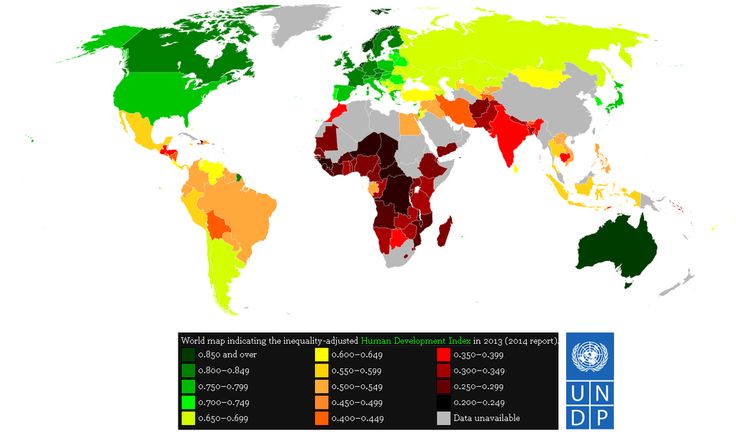 World map indicating the inequality-adjusted Human Development Index in 2013 (2014 report).
0.850 and over
0.800–0.849
0.750–0.799
0.700–0.749
0.650–0.699
0.600–0.649
0.550–0.599
0.500–0.549
0.450–0.499
0.400–0.449
0.350–0.399
0.300–0.349
0.250–0.299
0.200–0.249
Data unavailable
U N
D P